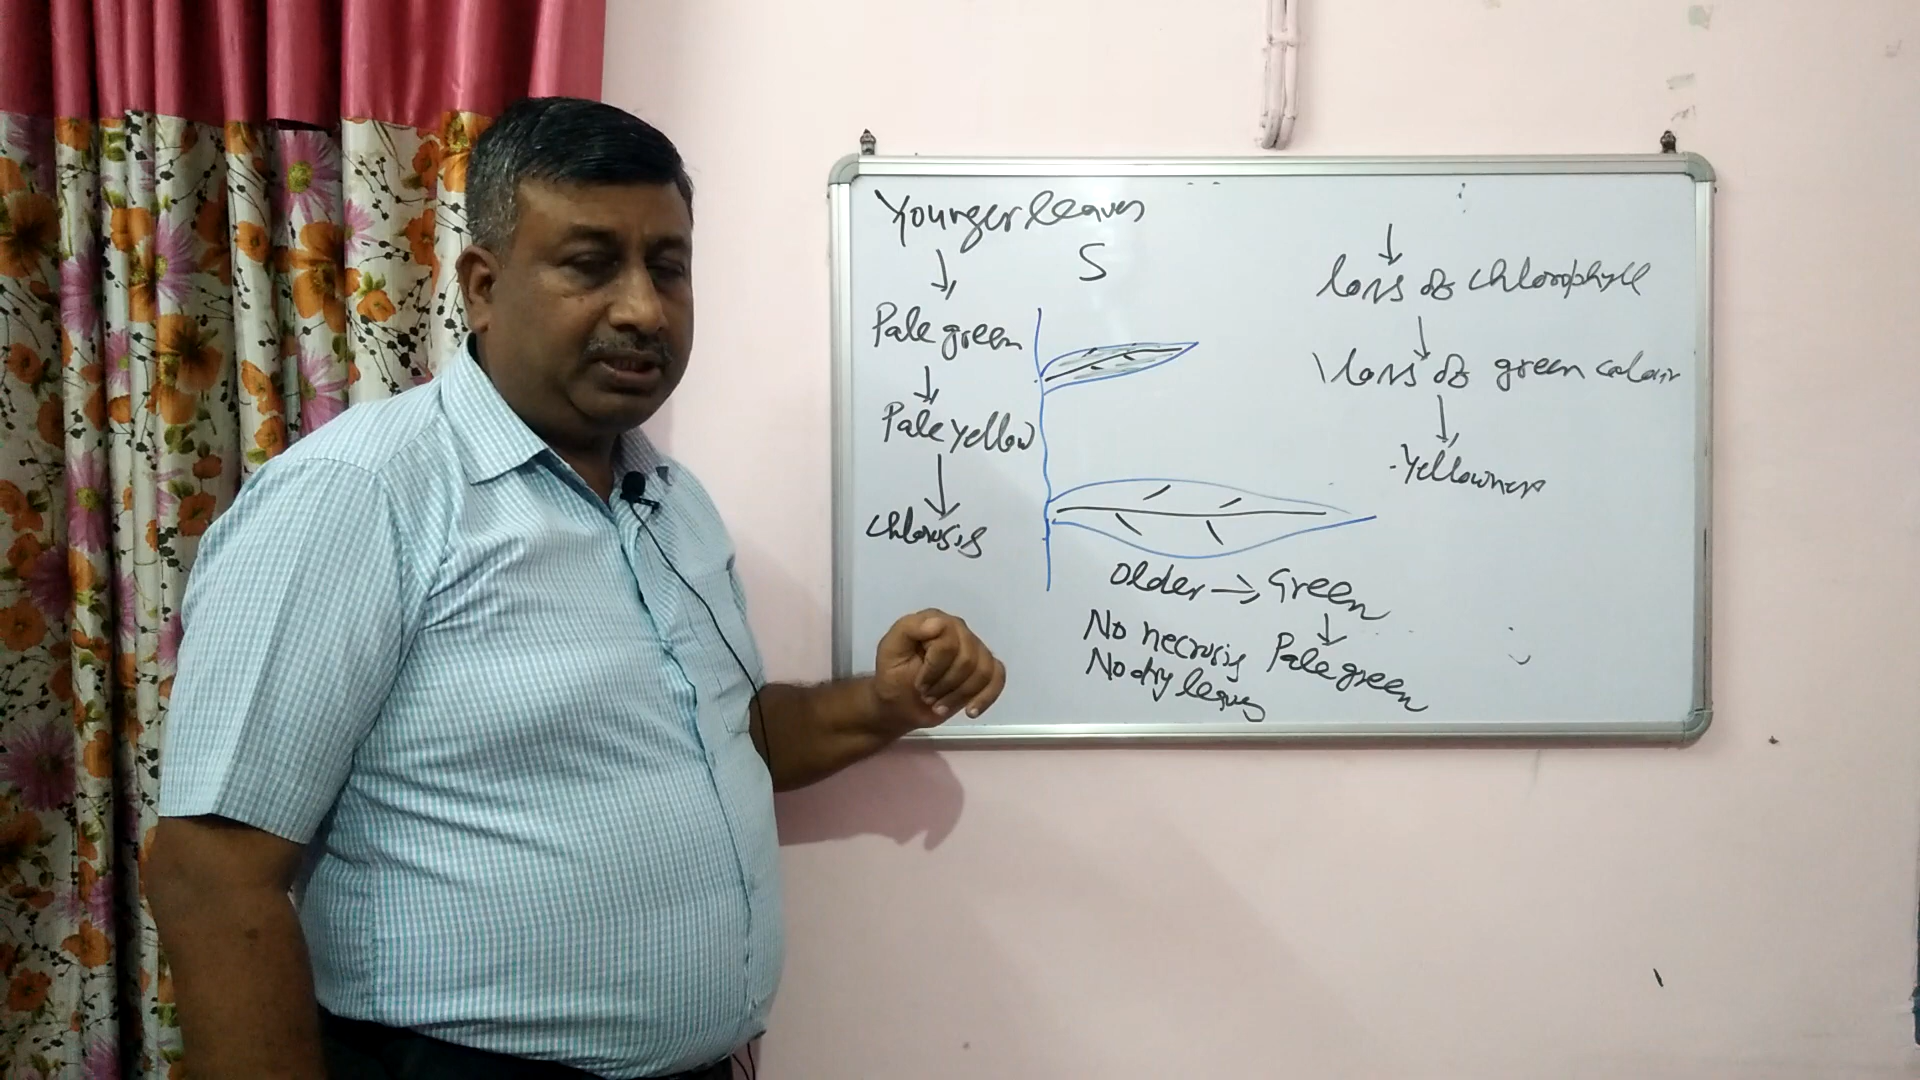 Younger leaves
S
↓
Pale green
↓
Pale yellow
↓
chlorosis
Older → Green
↓
Pale green
No necrosis
No dry leaves
↓
loss of chlorophyll
↓
loss of green colour
↓
Yellowness